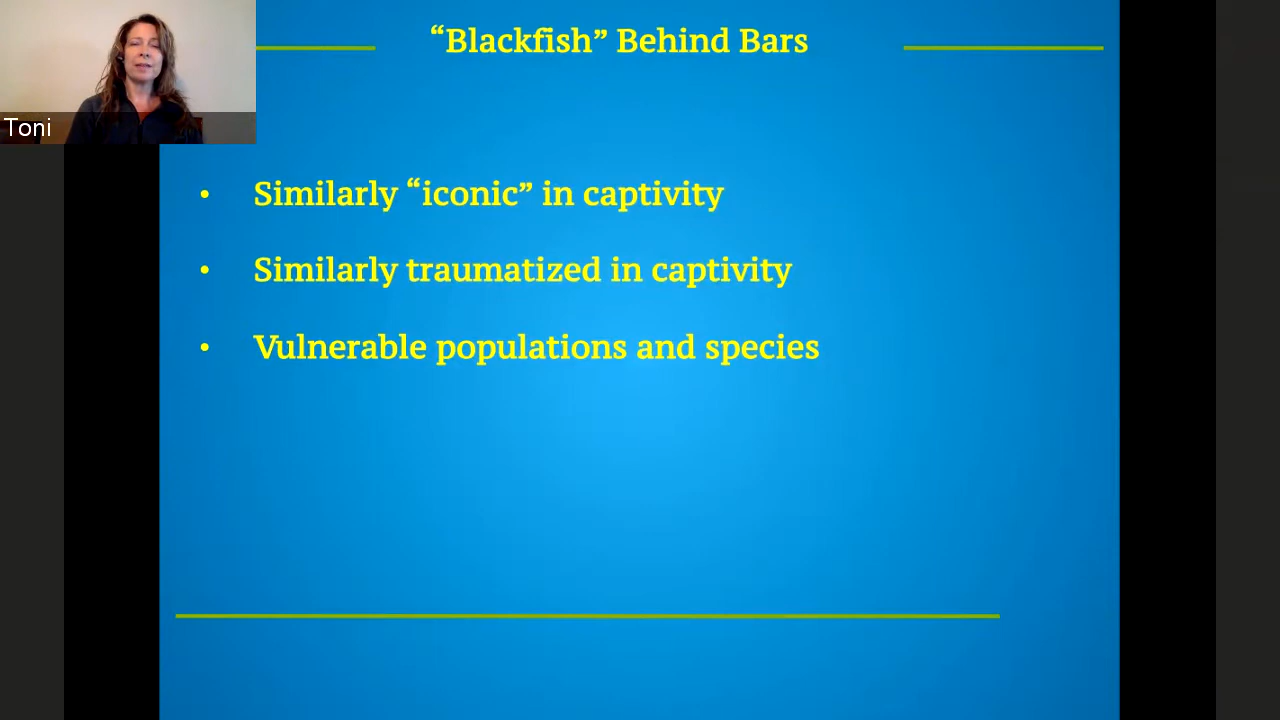 “Blackfish” Behind Bars
Toni
• Similarly “iconic” in captivity
• Similarly traumatized in captivity
• Vulnerable populations and species